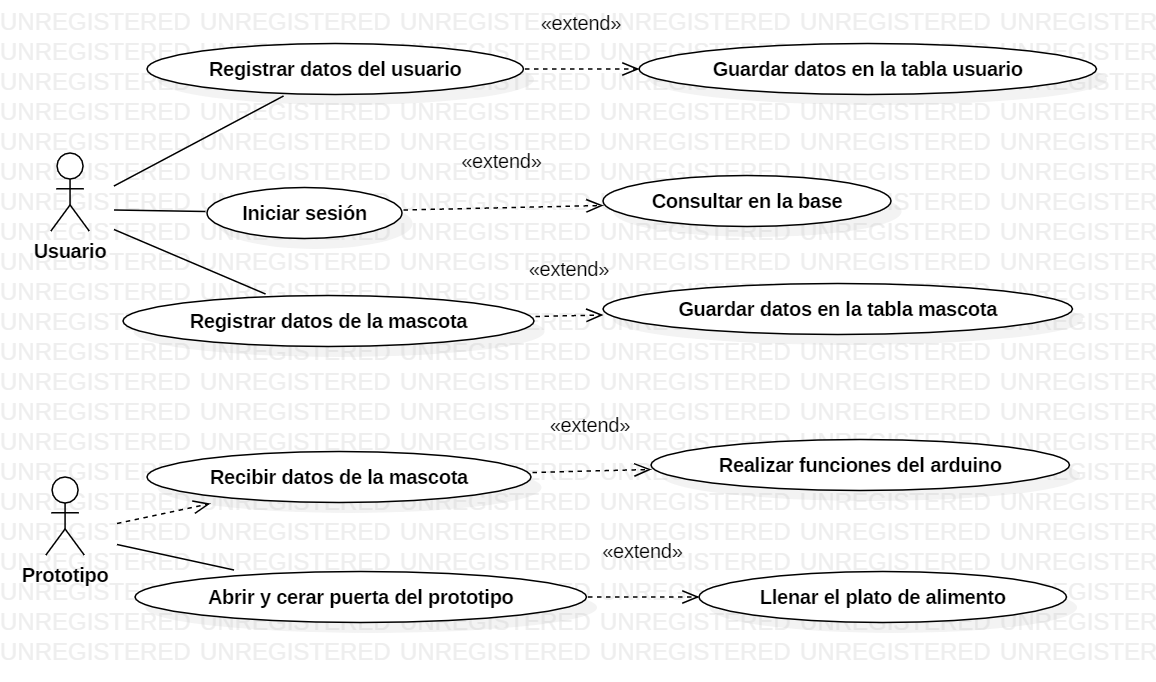 «extend»
Registrar datos del usuario
Guardar datos en la tabla usuario
«extend»
Iniciar sesión
Consultar en la base
Usuario
«extend»
Registrar datos de la mascota
Guardar datos en la tabla mascota
«extend»
Recibir datos de la mascota
Realizar funciones del arduino
Prototipo
«extend»
Abrir y cerar puerta del prototipo
Llenar el plato de alimento
UNREGISTERED